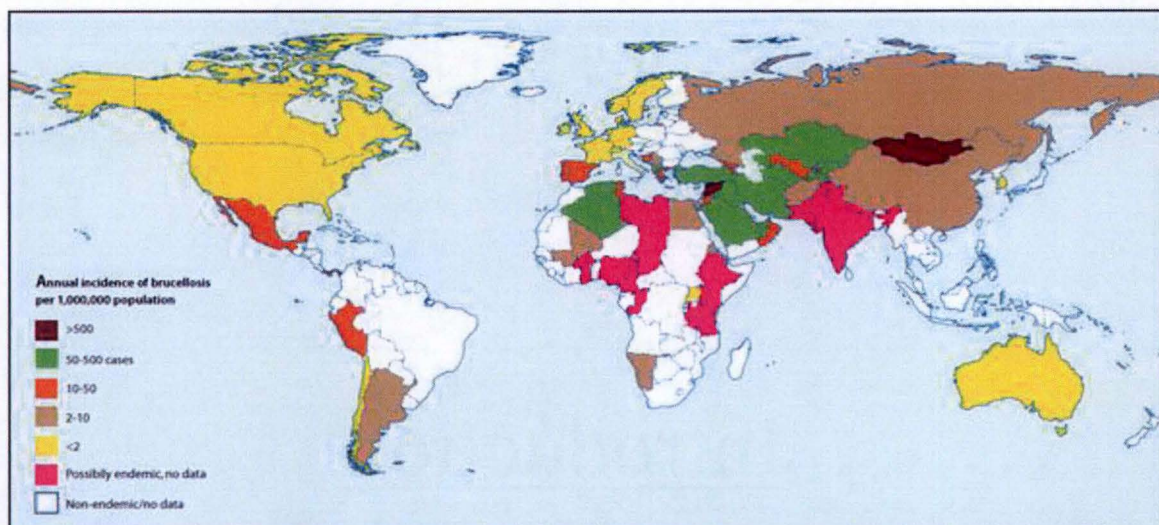 Annual incidence of brucellosis
per 1,000,000 population
>500
50-500 cases
10-50
2-10
<2
Possibily endemic, no data
Non-endemic/no data